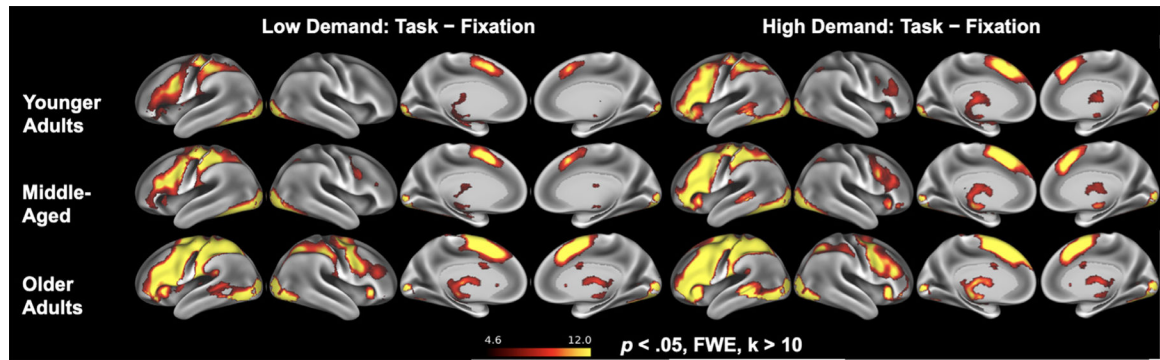 Low Demand: Task – Fixation
High Demand: Task – Fixation
Younger
Adults
Middle-
Aged
Older
Adults
4.6
12.0
p < .05, FWE, k > 10